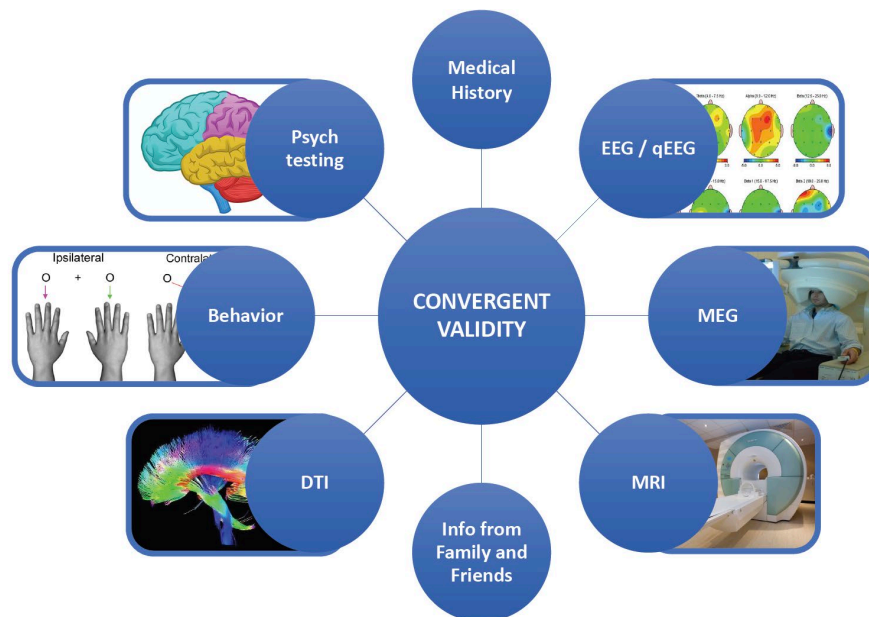 Medical
History
Psych
testing
EEG / qEEG
Ipsilateral
O + O
O
Behavior
CONVERGENT
VALIDITY
MEG
DTI
MRI
Info from
Family and
Friends